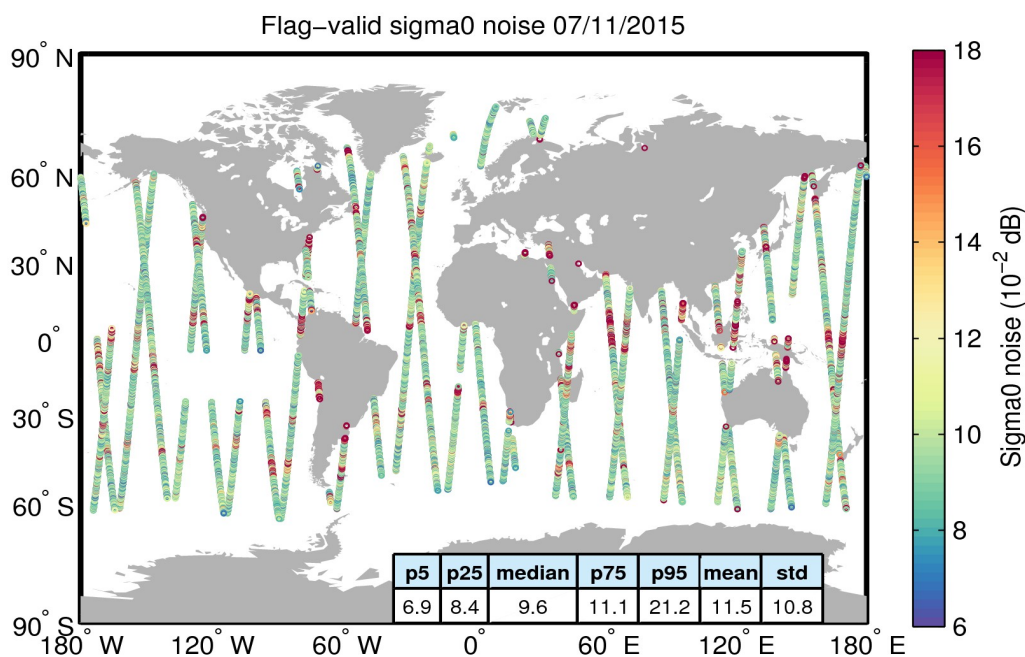 Flag−valid sigma0 noise 07/11/2015
90° N
60° N
30° N
0°
30° S
60° S
90° S
180° W
120° W
60° W
0°
60° E
120° E
180° E
p5 p25 median p75 p95 mean std
6.9 8.4 9.6 11.1 21.2 11.5 10.8
18
16
14
12
10
8
6
Sigma0 noise (10⁻² dB)